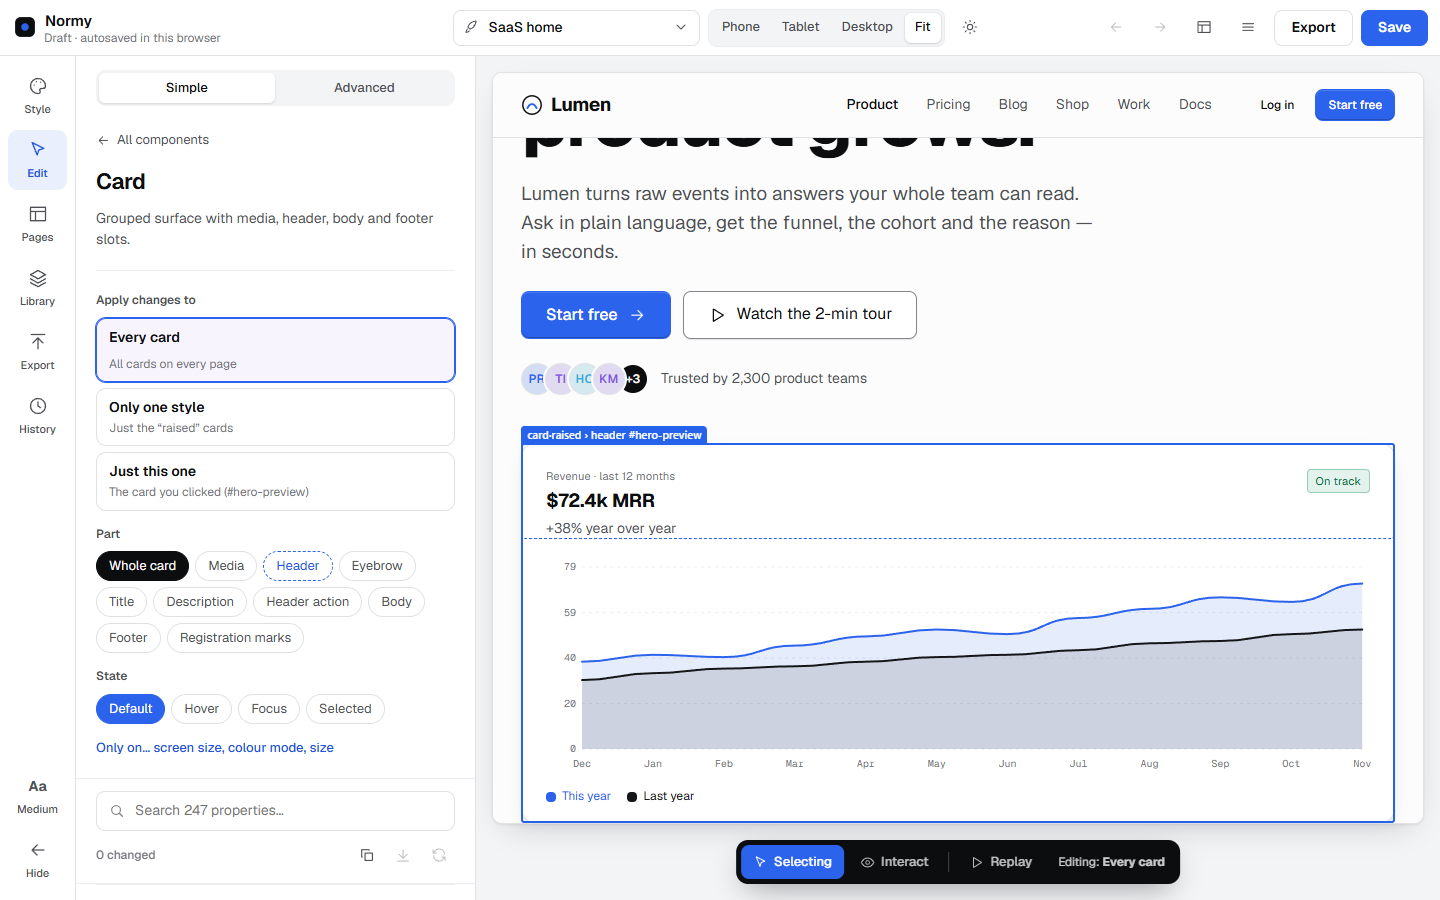 Normy
Draft · autosaved in this browser
SaaS home
Phone
Tablet
Desktop
Fit
Export
Save
Style
Edit
Pages
Library
Export
History
Aa
Medium
Hide
Simple
Advanced
All components
Card
Grouped surface with media, header, body and footer
slots.
Apply changes to
Every card
All cards on every page
Only one style
Just the “raised” cards
Just this one
The card you clicked (#hero-preview)
Part
Whole card
Media
Header
Eyebrow
Title
Description
Header action
Body
Footer
Registration marks
State
Default
Hover
Focus
Selected
Only on… screen size, colour mode, size
Search 247 properties…
0 changed
Lumen
Product
Pricing
Blog
Shop
Work
Docs
Log in
Start free
product grows.
Lumen turns raw events into answers your whole team can read.
Ask in plain language, get the funnel, the cohort and the reason —
in seconds.
Start free
Watch the 2-min tour
PR
TI
HC
KM
+3
Trusted by 2,300 product teams
card·raised › header #hero-preview
Revenue · last 12 months
$72.4k MRR
+38% year over year
On track
79
59
40
20
0
Dec
Jan
Feb
Mar
Apr
May
Jun
Jul
Aug
Sep
Oct
Nov
This year
Last year
Selecting
Interact
Replay
Editing: Every card